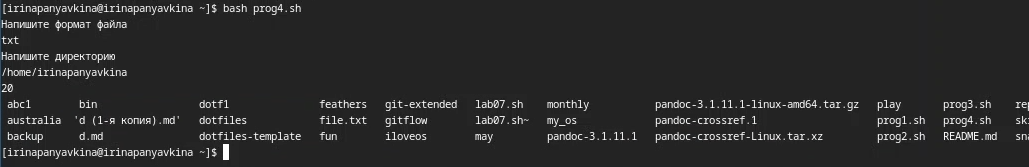 [irinapanyavkina@irinapanyavkina ~]$ bash prog4.sh
Напишите формат файла
txt
Напишите директорию
/home/irinapanyavkina
20
abc1 bin dotf1 feathers git-extended lab07.sh monthly pandoc-3.1.11.1-linux-amd64.tar.gz play prog3.sh rep
australia 'd (1-я копия).md' dotfiles file.txt gitflow lab07.sh~ my_os pandoc-crossref.1 prog1.sh prog4.sh ski
backup d.md dotfiles-template fun iloveos may pandoc-3.1.11.1 pandoc-crossref-Linux.tar.xz prog2.sh README.md sna
[irinapanyavkina@irinapanyavkina ~]$